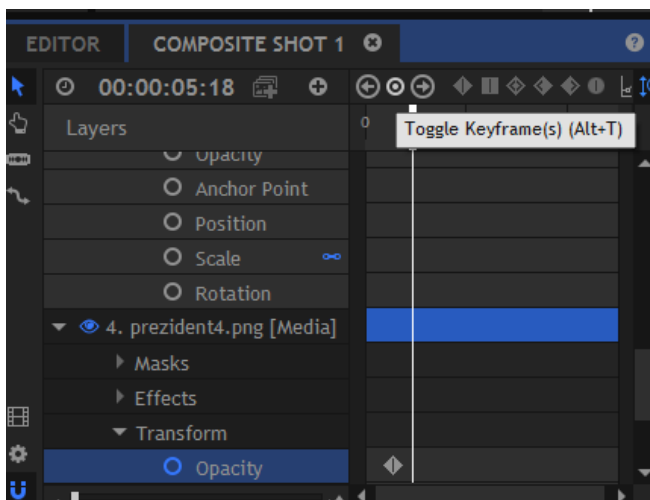 EDITOR COMPOSITE SHOT 1
00:00:05:18
Layers 0 Toggle Keyframe(s) (Alt+T)
Opacity
Anchor Point
Position
Scale
Rotation
4. prezident4.png [Media]
Masks
Effects
Transform
Opacity